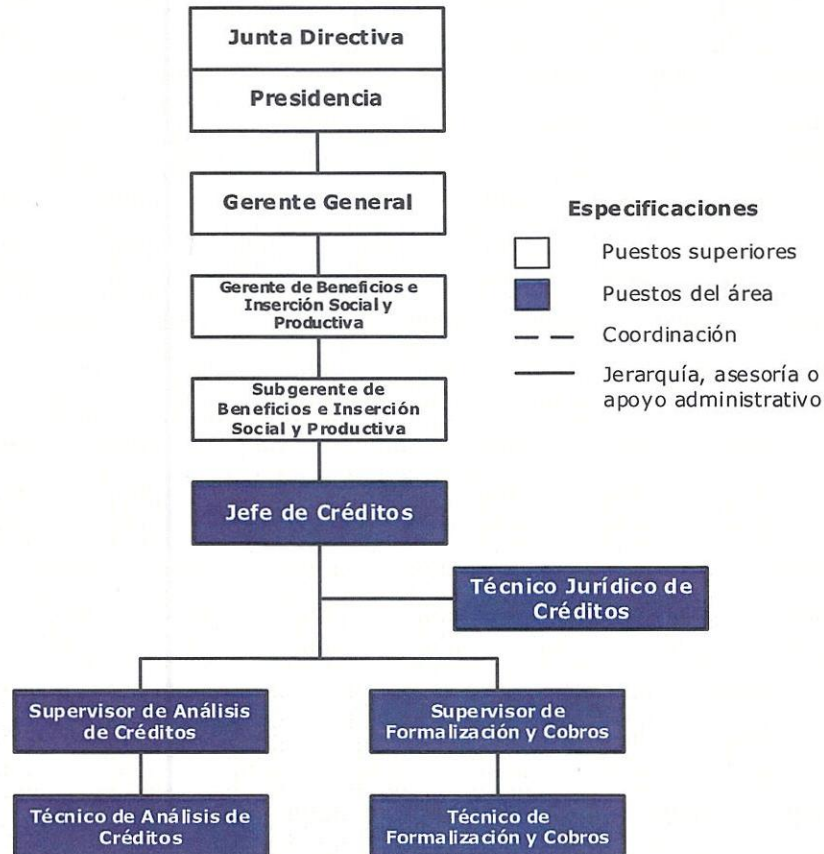 Junta Directiva
Presidencia
Gerente General
Gerente de Beneficios e
Inserción Social y
Productiva
Subgerente de
Beneficios e Inserción
Social y Productiva
Especificaciones
Puestos superiores
Puestos del área
Coordinación
Jerarquía, asesoría o
apoyo administrativo
Jefe de Créditos
Técnico Jurídico de
Créditos
Supervisor de Análisis
de Créditos
Supervisor de
Formalización y Cobros
Técnico de Análisis de
Créditos
Técnico de
Formalización y Cobros